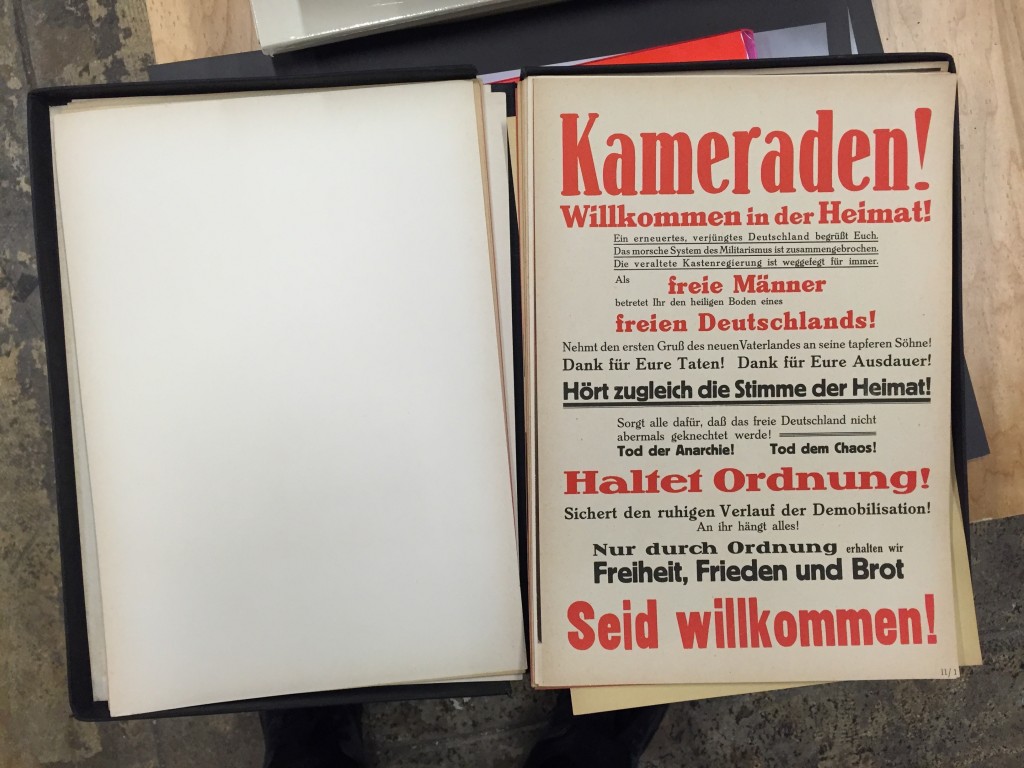 Kameraden!
Willkommen in der Heimat!
Ein erneuertes, verjüngtes Deutschland begrüßt Euch.
Das morsche System des Militarismus ist zusammengebrochen.
Die veraltete Kastenregierung ist weggefegt für immer.
Als freie Männer
betretet Ihr den heiligen Boden eines
freien Deutschlands!
Nehmt den ersten Gruß des neuen Vaterlandes an seine tapferen Söhne!
Dank für Eure Taten! Dank für Eure Ausdauer!
Hört zugleich die Stimme der Heimat!
Sorgt alle dafür, daß das freie Deutschland nicht
abermals geknechtet werde!
Tod der Anarchie! Tod dem Chaos!
Haltet Ordnung!
Sichert den ruhigen Verlauf der Demobilisation!
An ihr hängt alles!
Nur durch Ordnung erhalten wir
Freiheit, Frieden und Brot
Seid willkommen!
11/1